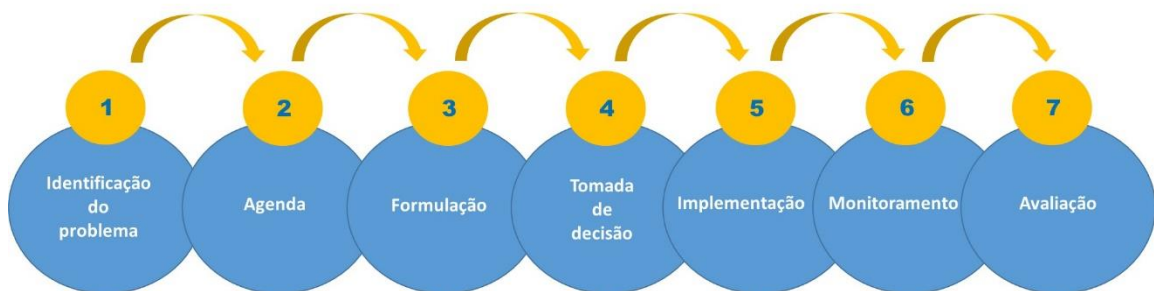 1
2
3
4
5
6
7
Identificação
do
problema
Agenda
Formulação
Tomada
de
decisão
Implementação
Monitoramento
Avaliação